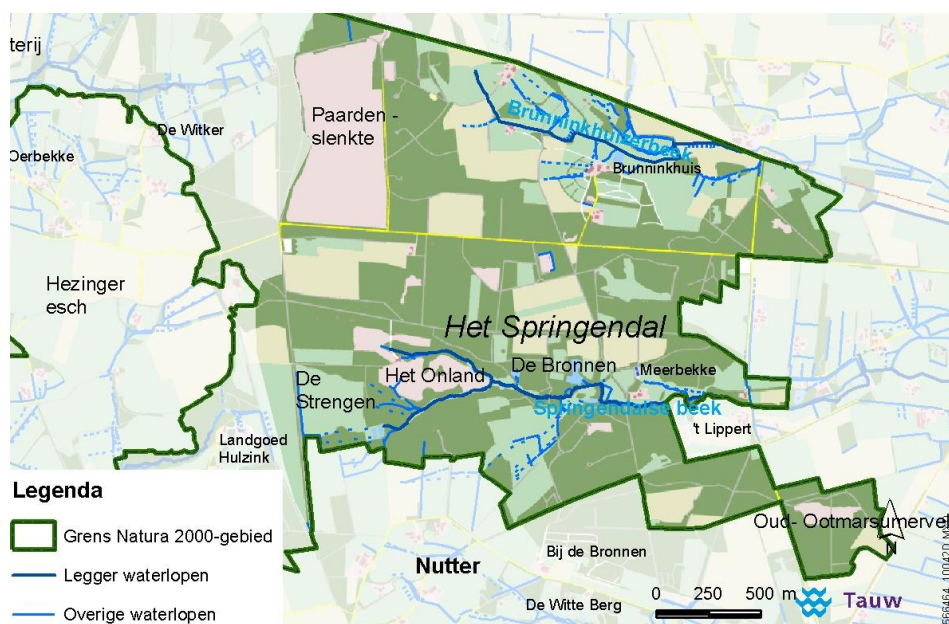 terij
Paarden -
slenkte
De Witker
Oerbekke
Brunninkhuizerbeek
Brunninkhuis
Hezinger
esch
Het Springendal
De Bronnen
Meerbekke
Het Onland
De
Strengen
Springendalse beek
't Lippert
Landgoed
Hulzink
Legenda
Grens Natura 2000-gebied
Legger waterlopen
Overige waterlopen
Oud- Ootmarsumervel
N
Bij de Bronnen
Nutter
De Witte Berg
0 250 500 m
Tauw